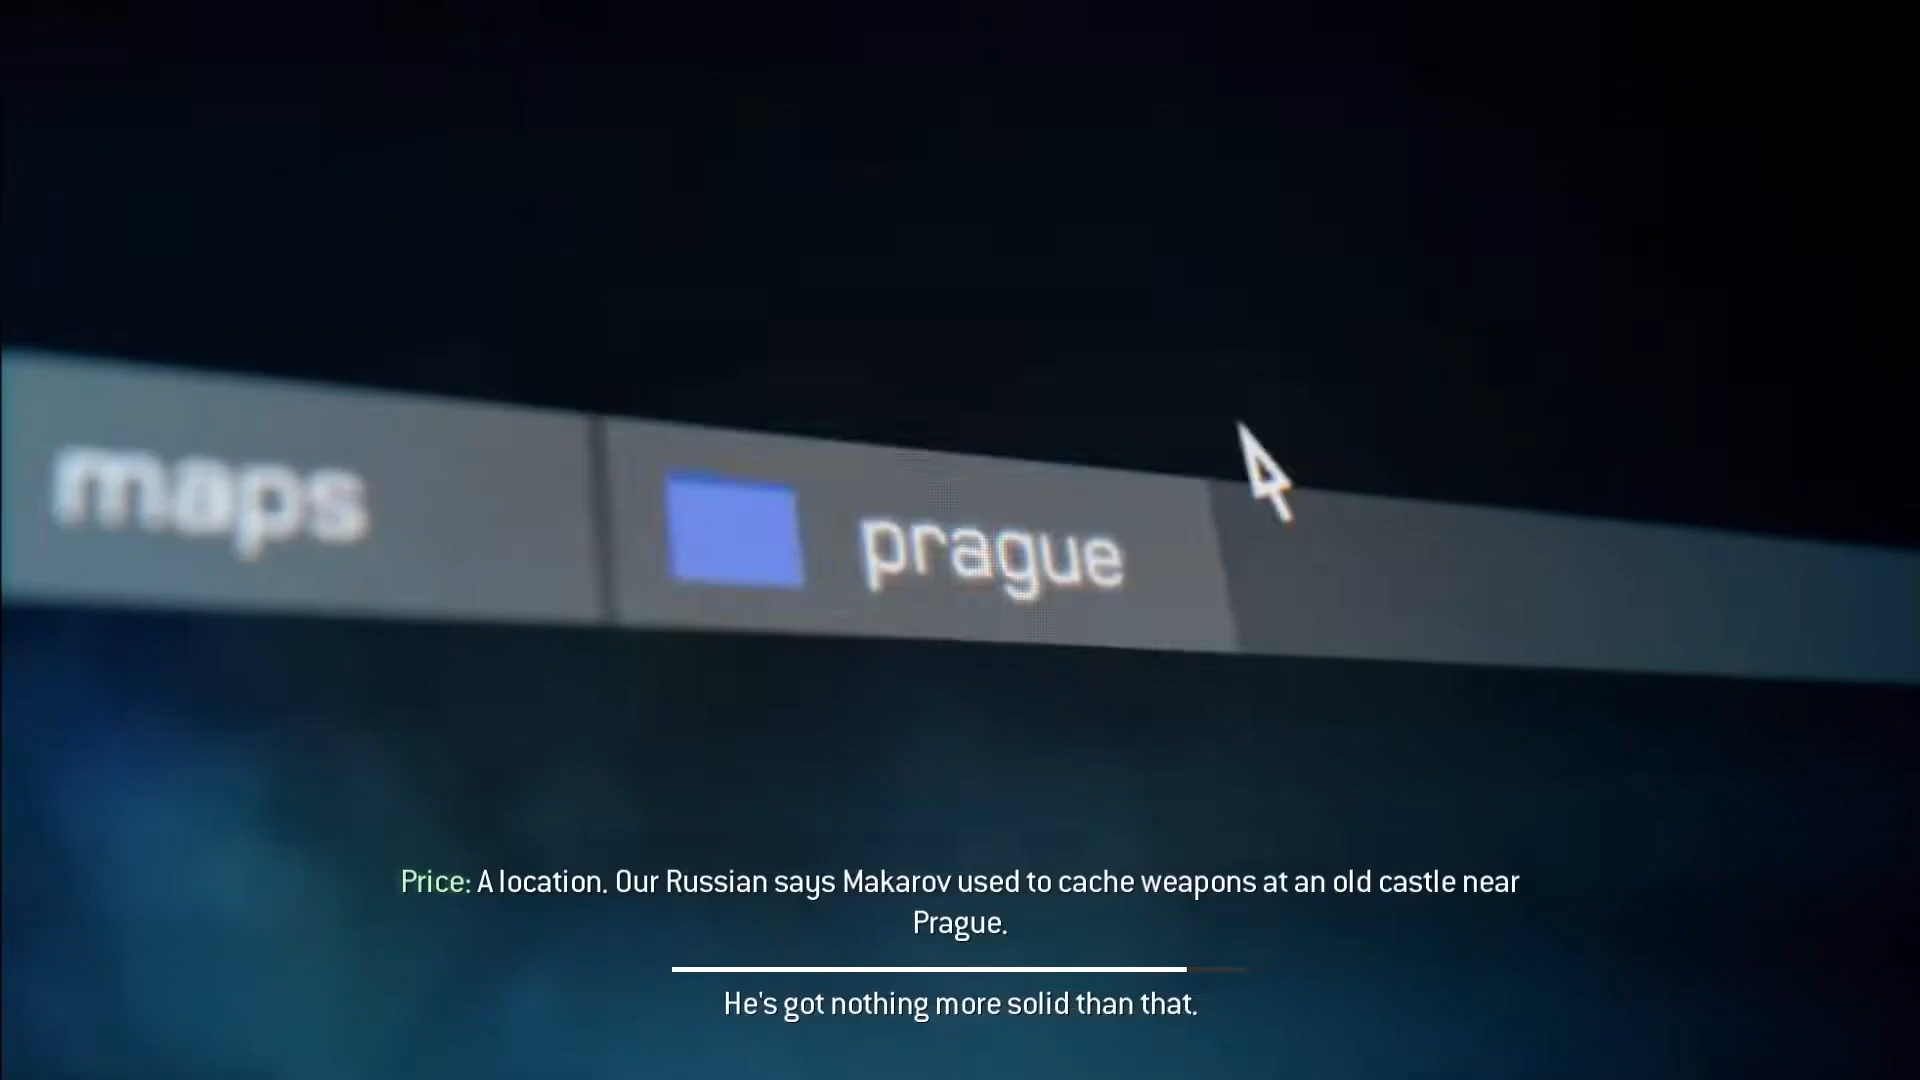 maps
prague
Price: A location. Our Russian says Makarov used to cache weapons at an old castle near
Prague.
He's got nothing more solid than that.